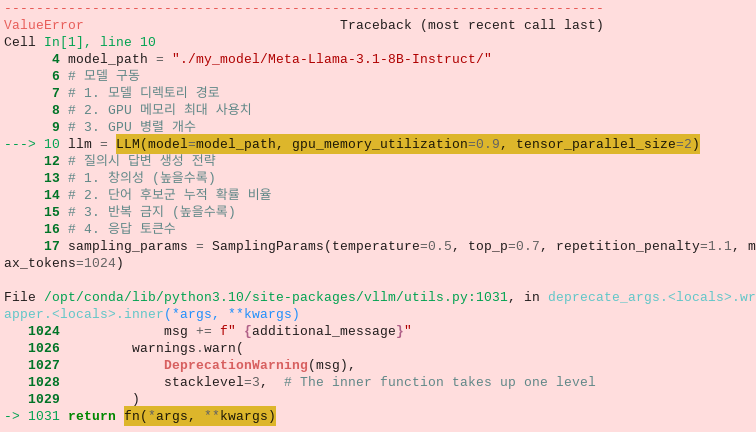 ---------------------------------------------------------------------------
ValueError                                Traceback (most recent call last)
Cell In[1], line 10
      4 model_path = "./my_model/Meta-Llama-3.1-8B-Instruct/"
      6 # 모델 구동
      7 # 1. 모델 디렉토리 경로
      8 # 2. GPU 메모리 최대 사용치
      9 # 3. GPU 병렬 개수
---> 10 llm = LLM(model=model_path, gpu_memory_utilization=0.9, tensor_parallel_size=2)
     12 # 질의시 답변 생성 전략
     13 # 1. 창의성 (높을수록)
     14 # 2. 단어 후보군 누적 확률 비율
     15 # 3. 반복 금지 (높을수록)
     16 # 4. 응답 토큰수
     17 sampling_params = SamplingParams(temperature=0.5, top_p=0.7, repetition_penalty=1.1, m
ax_tokens=1024)

File /opt/conda/lib/python3.10/site-packages/vllm/utils.py:1031, in deprecate_args.<locals>.wr
apper.<locals>.inner(*args, **kwargs)
   1024             msg += f" {additional_message}"
   1026         warnings.warn(
   1027             DeprecationWarning(msg),
   1028             stacklevel=3,  # The inner function takes up one level
   1029         )
-> 1031 return fn(*args, **kwargs)